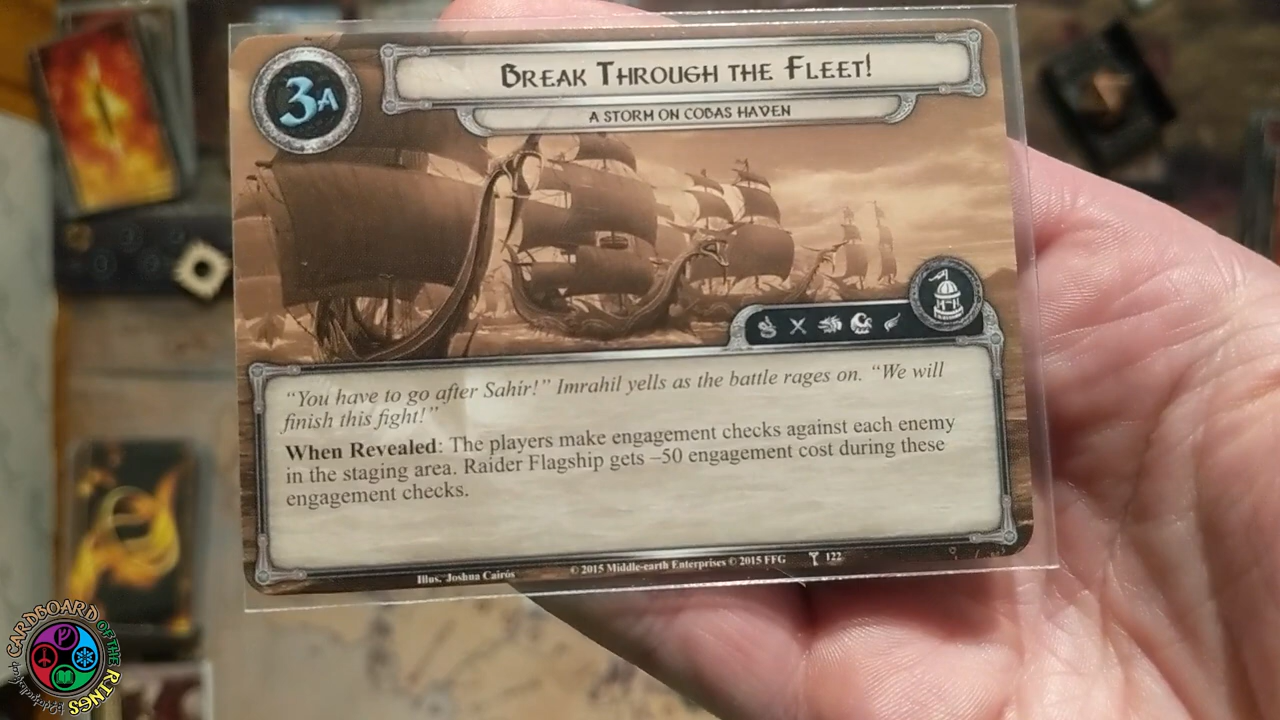 3A
BREAK THROUGH THE FLEET!
A STORM ON COBAS HAVEN
"You have to go after Sahír!" Imrahil yells as the battle rages on. "We will
finish this fight!"
When Revealed: The players make engagement checks against each enemy
in the staging area. Raider Flagship gets –50 engagement cost during these
engagement checks.
Illus. Joshua Cairós
© 2015 Middle-earth Enterprises © 2015 FFG
122
CARDBOARD OF THE RINGS